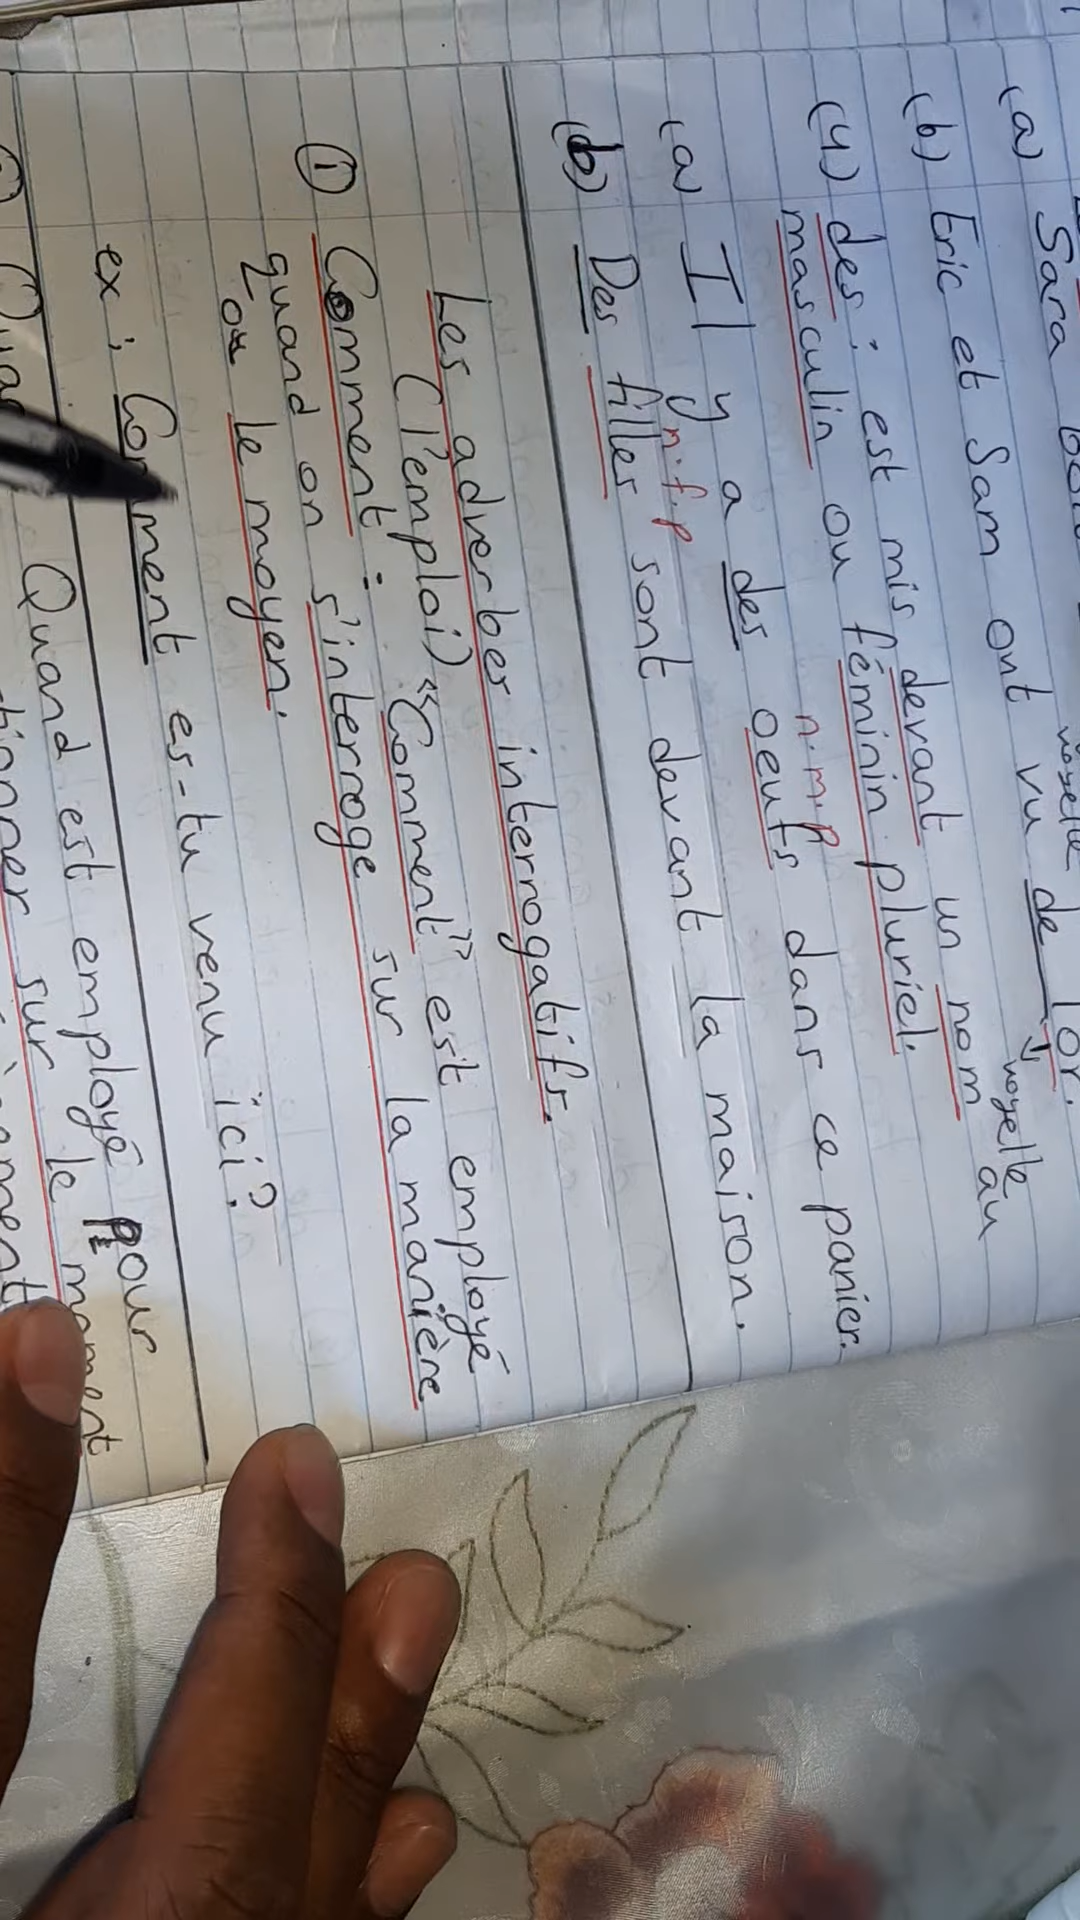 (a) Sara
voyelle
vu de l'or.
voyelle
(b) Eric et Sam ont vu
au
(4) des : est mis devant un nom
masculin ou féminin pluriel.
n.m.p
(a) Il y a des oeufs dans ce panier.
n.f.p
(b) Des filles sont devant la maison.
Les adverbes interrogatifs.
(l'emploi)
① Comment : "Comment" est employé
quand on s'interroge sur la manière
ou le moyen.
ex : Comment es-tu venu ici?
Quand est employé pour
sur le moment